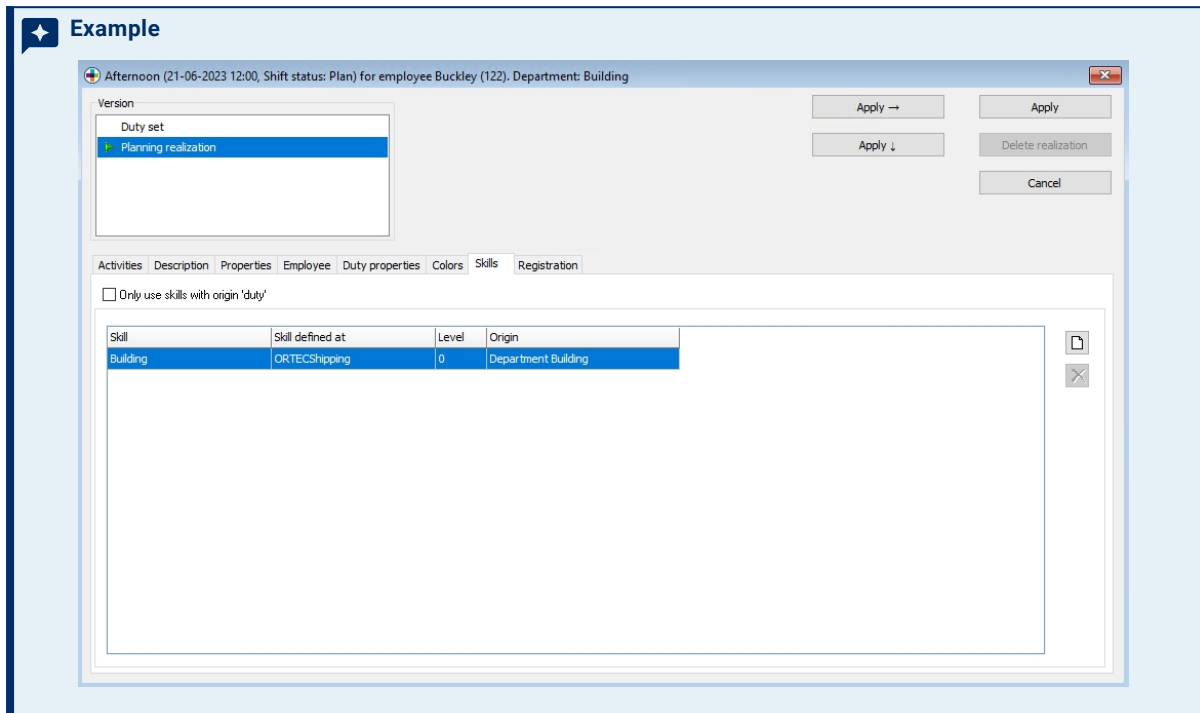 Example
Afternoon (21-06-2023 12:00, Shift status: Plan) for employee Buckley (122). Department: Building
Version
Duty set
Planning realization
Apply →
Apply
Apply ↓
Delete realization
Cancel
Activities Description Properties Employee Duty properties Colors Skills Registration
Only use skills with origin 'duty'
Skill Skill defined at Level Origin
Building ORTECShipping 0 Department Building